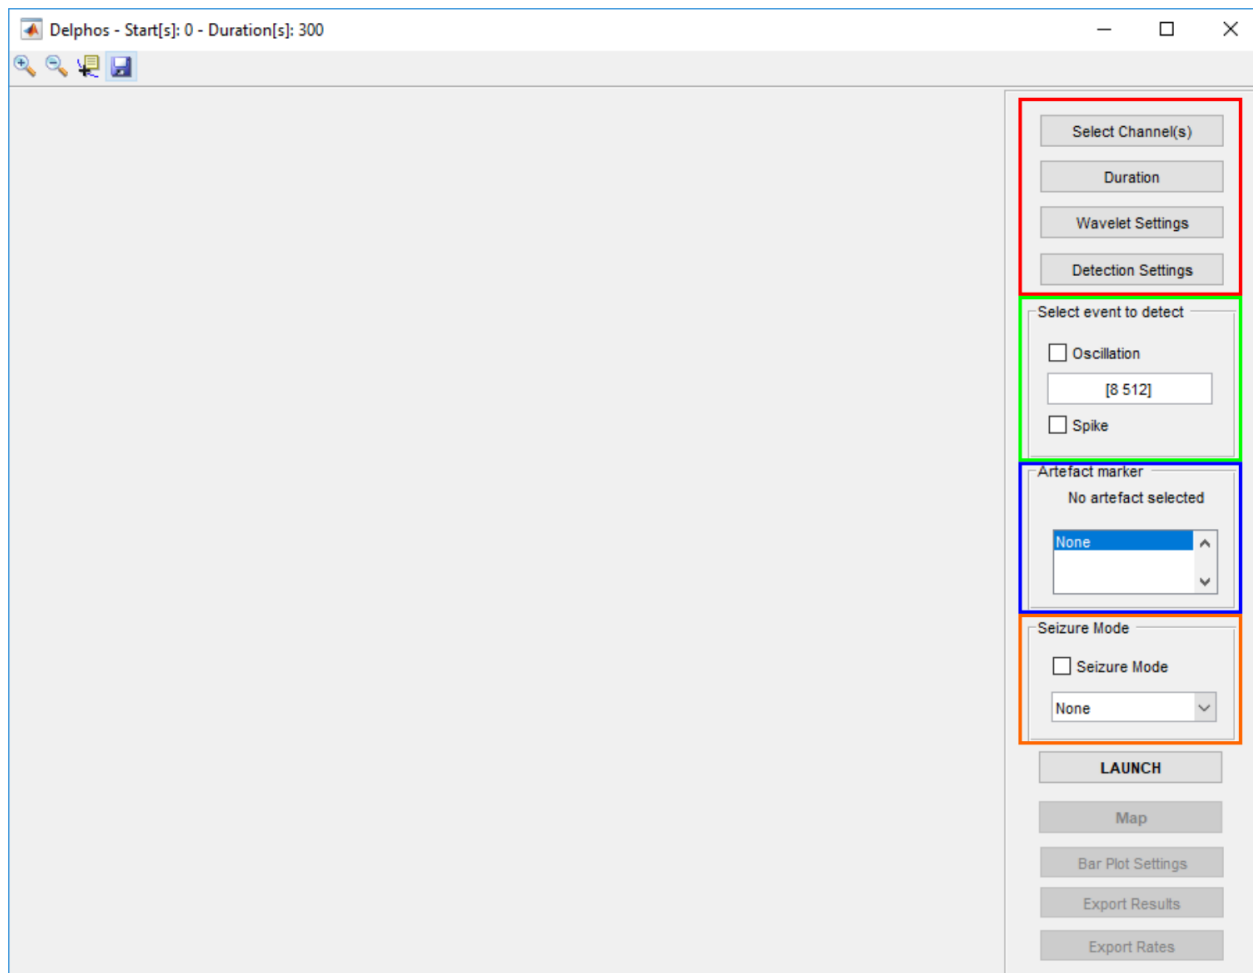 Delphos - Start[s]: 0 - Duration[s]: 300
Select Channel(s)
Duration
Wavelet Settings
Detection Settings
Select event to detect
Oscillation
[8 512]
Spike
Artefact marker
No artefact selected
None
Seizure Mode
Seizure Mode
None
LAUNCH
Map
Bar Plot Settings
Export Results
Export Rates